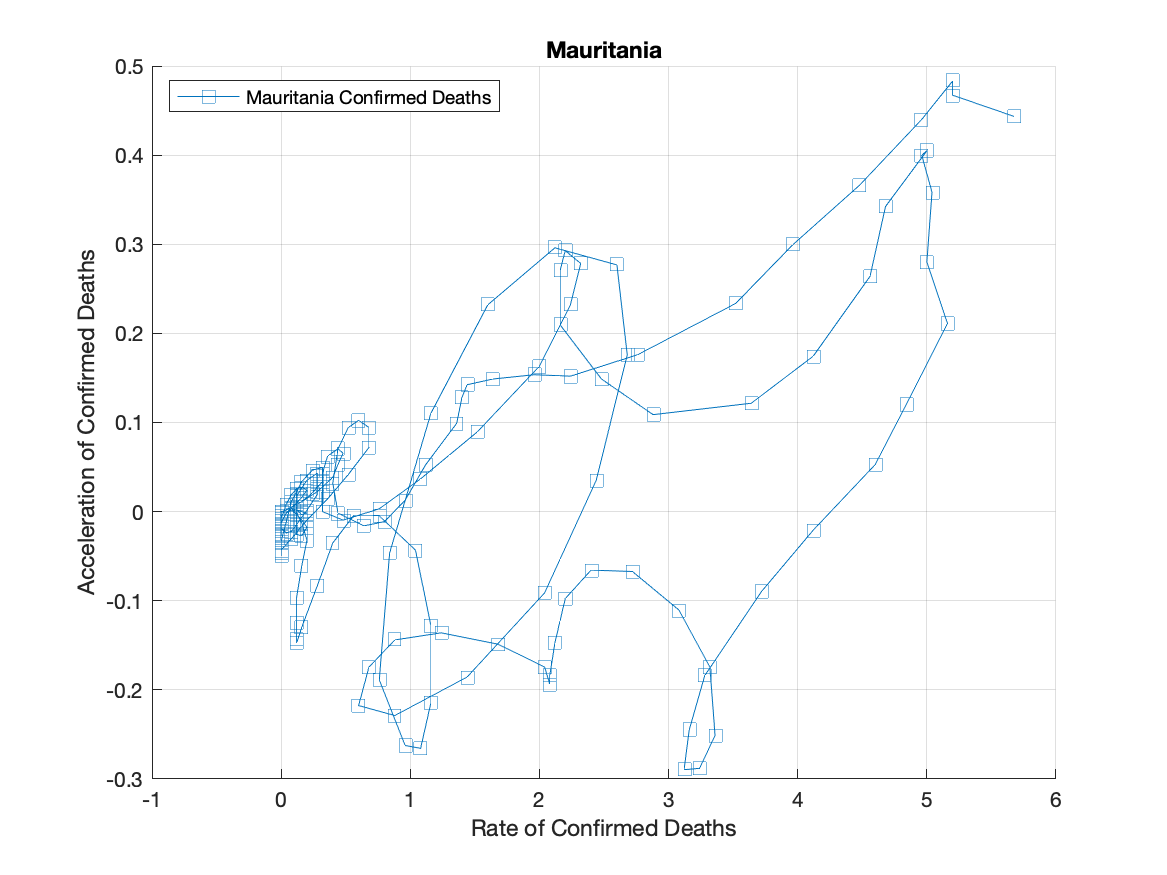 Mauritania
Mauritania Confirmed Deaths
0.5
0.4
0.3
0.2
0.1
0
-0.1
-0.2
-0.3
Acceleration of Confirmed Deaths
-1 0 1 2 3 4 5 6
Rate of Confirmed Deaths